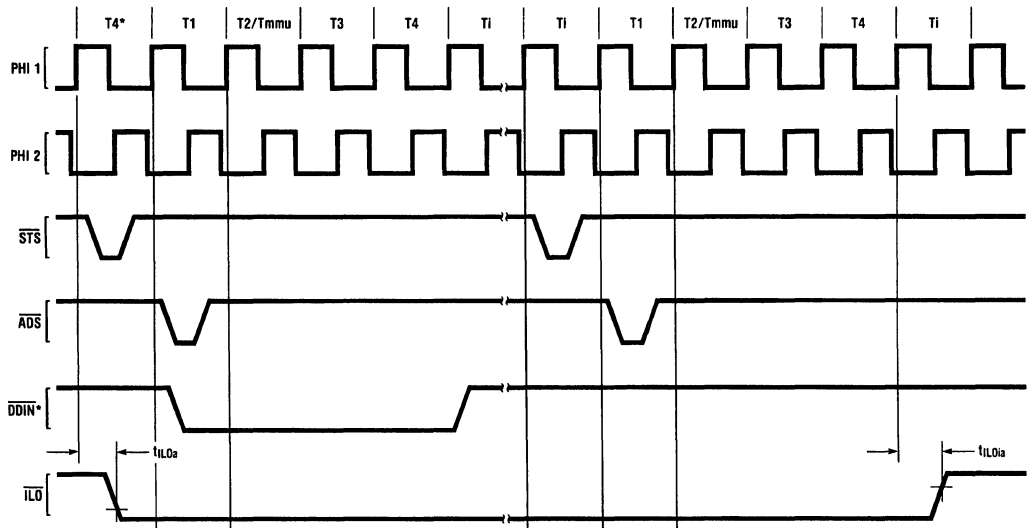 T4* T1 T2/Tmmu T3 T4 Ti Ti T1 T2/Tmmu T3 T4 Ti
PHI 1
PHI 2
STS
ADS
DDIN*
tILOa tILOia
ILO